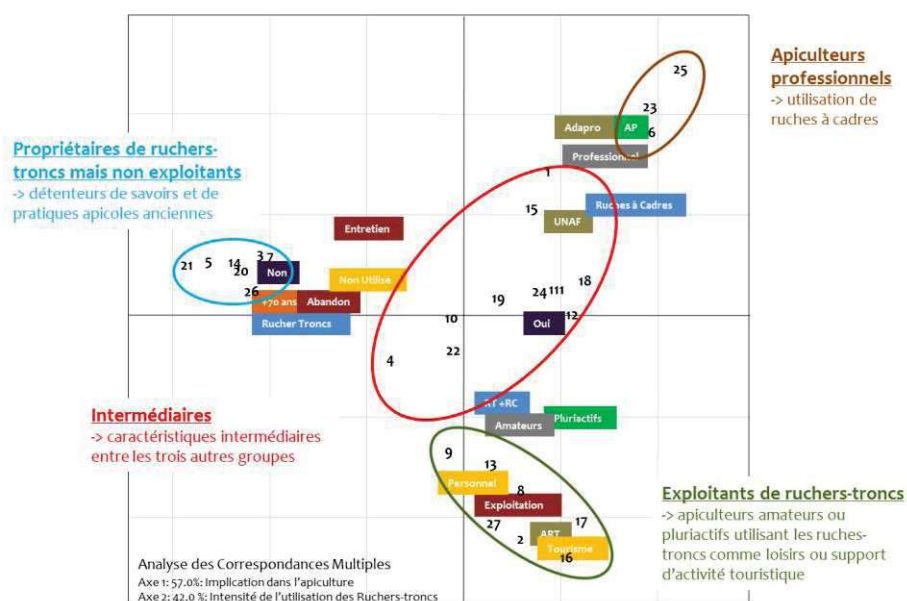 Apiculteurs
professionnels
-> utilisation de
ruches à cadres
25
23
6
Adapro
AP
Professionnel
1
Propriétaires de ruchers-
troncs mais non exploitants
-> détenteurs de savoirs et de
pratiques apicoles anciennes
Ruches à Cadres
15
UNAF
Entretien
21
5
14
20
3
7
Non
Non Utilisé
26
+70 ans
Abandon
Rucher Troncs
19
24
111
18
10
Oui
12
4
22
Intermédiaires
-> caractéristiques intermédiaires
entre les trois autres groupes
RT +RC
Amateurs
Pluriactifs
9
13
Personnel
8
Exploitation
27
17
2
ART
Tourisme
16
Exploitants de ruchers-troncs
-> apiculteurs amateurs ou
pluriactifs utilisant les ruches-
troncs comme loisirs ou support
d'activité touristique
Analyse des Correspondances Multiples
Axe 1: 57.0%: Implication dans l'apiculture
Axe 2: 42.0 %: Intensité de l'utilisation des Ruchers-troncs